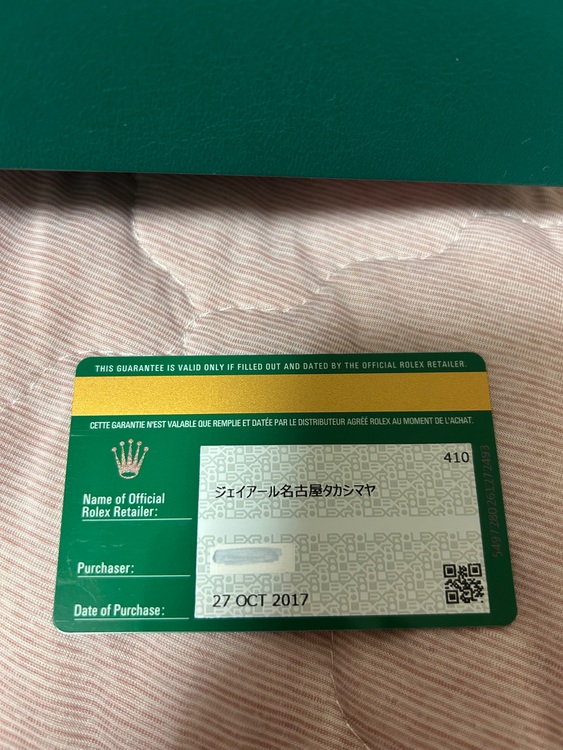 THIS GUARANTEE IS VALID ONLY IF FILLED OUT AND DATED BY THE OFFICIAL ROLEX RETAILER.
CETTE GARANTIE N'EST VALABLE QUE REMPLIE ET DATÉE PAR LE DISTRIBUTEUR AGRÉÉ ROLEX AU MOMENT DE L'ACHAT.
410
Name of Official
Rolex Retailer:
ジェイアール名古屋タカシマヤ
Purchaser:
Date of Purchase:
27 OCT 2017